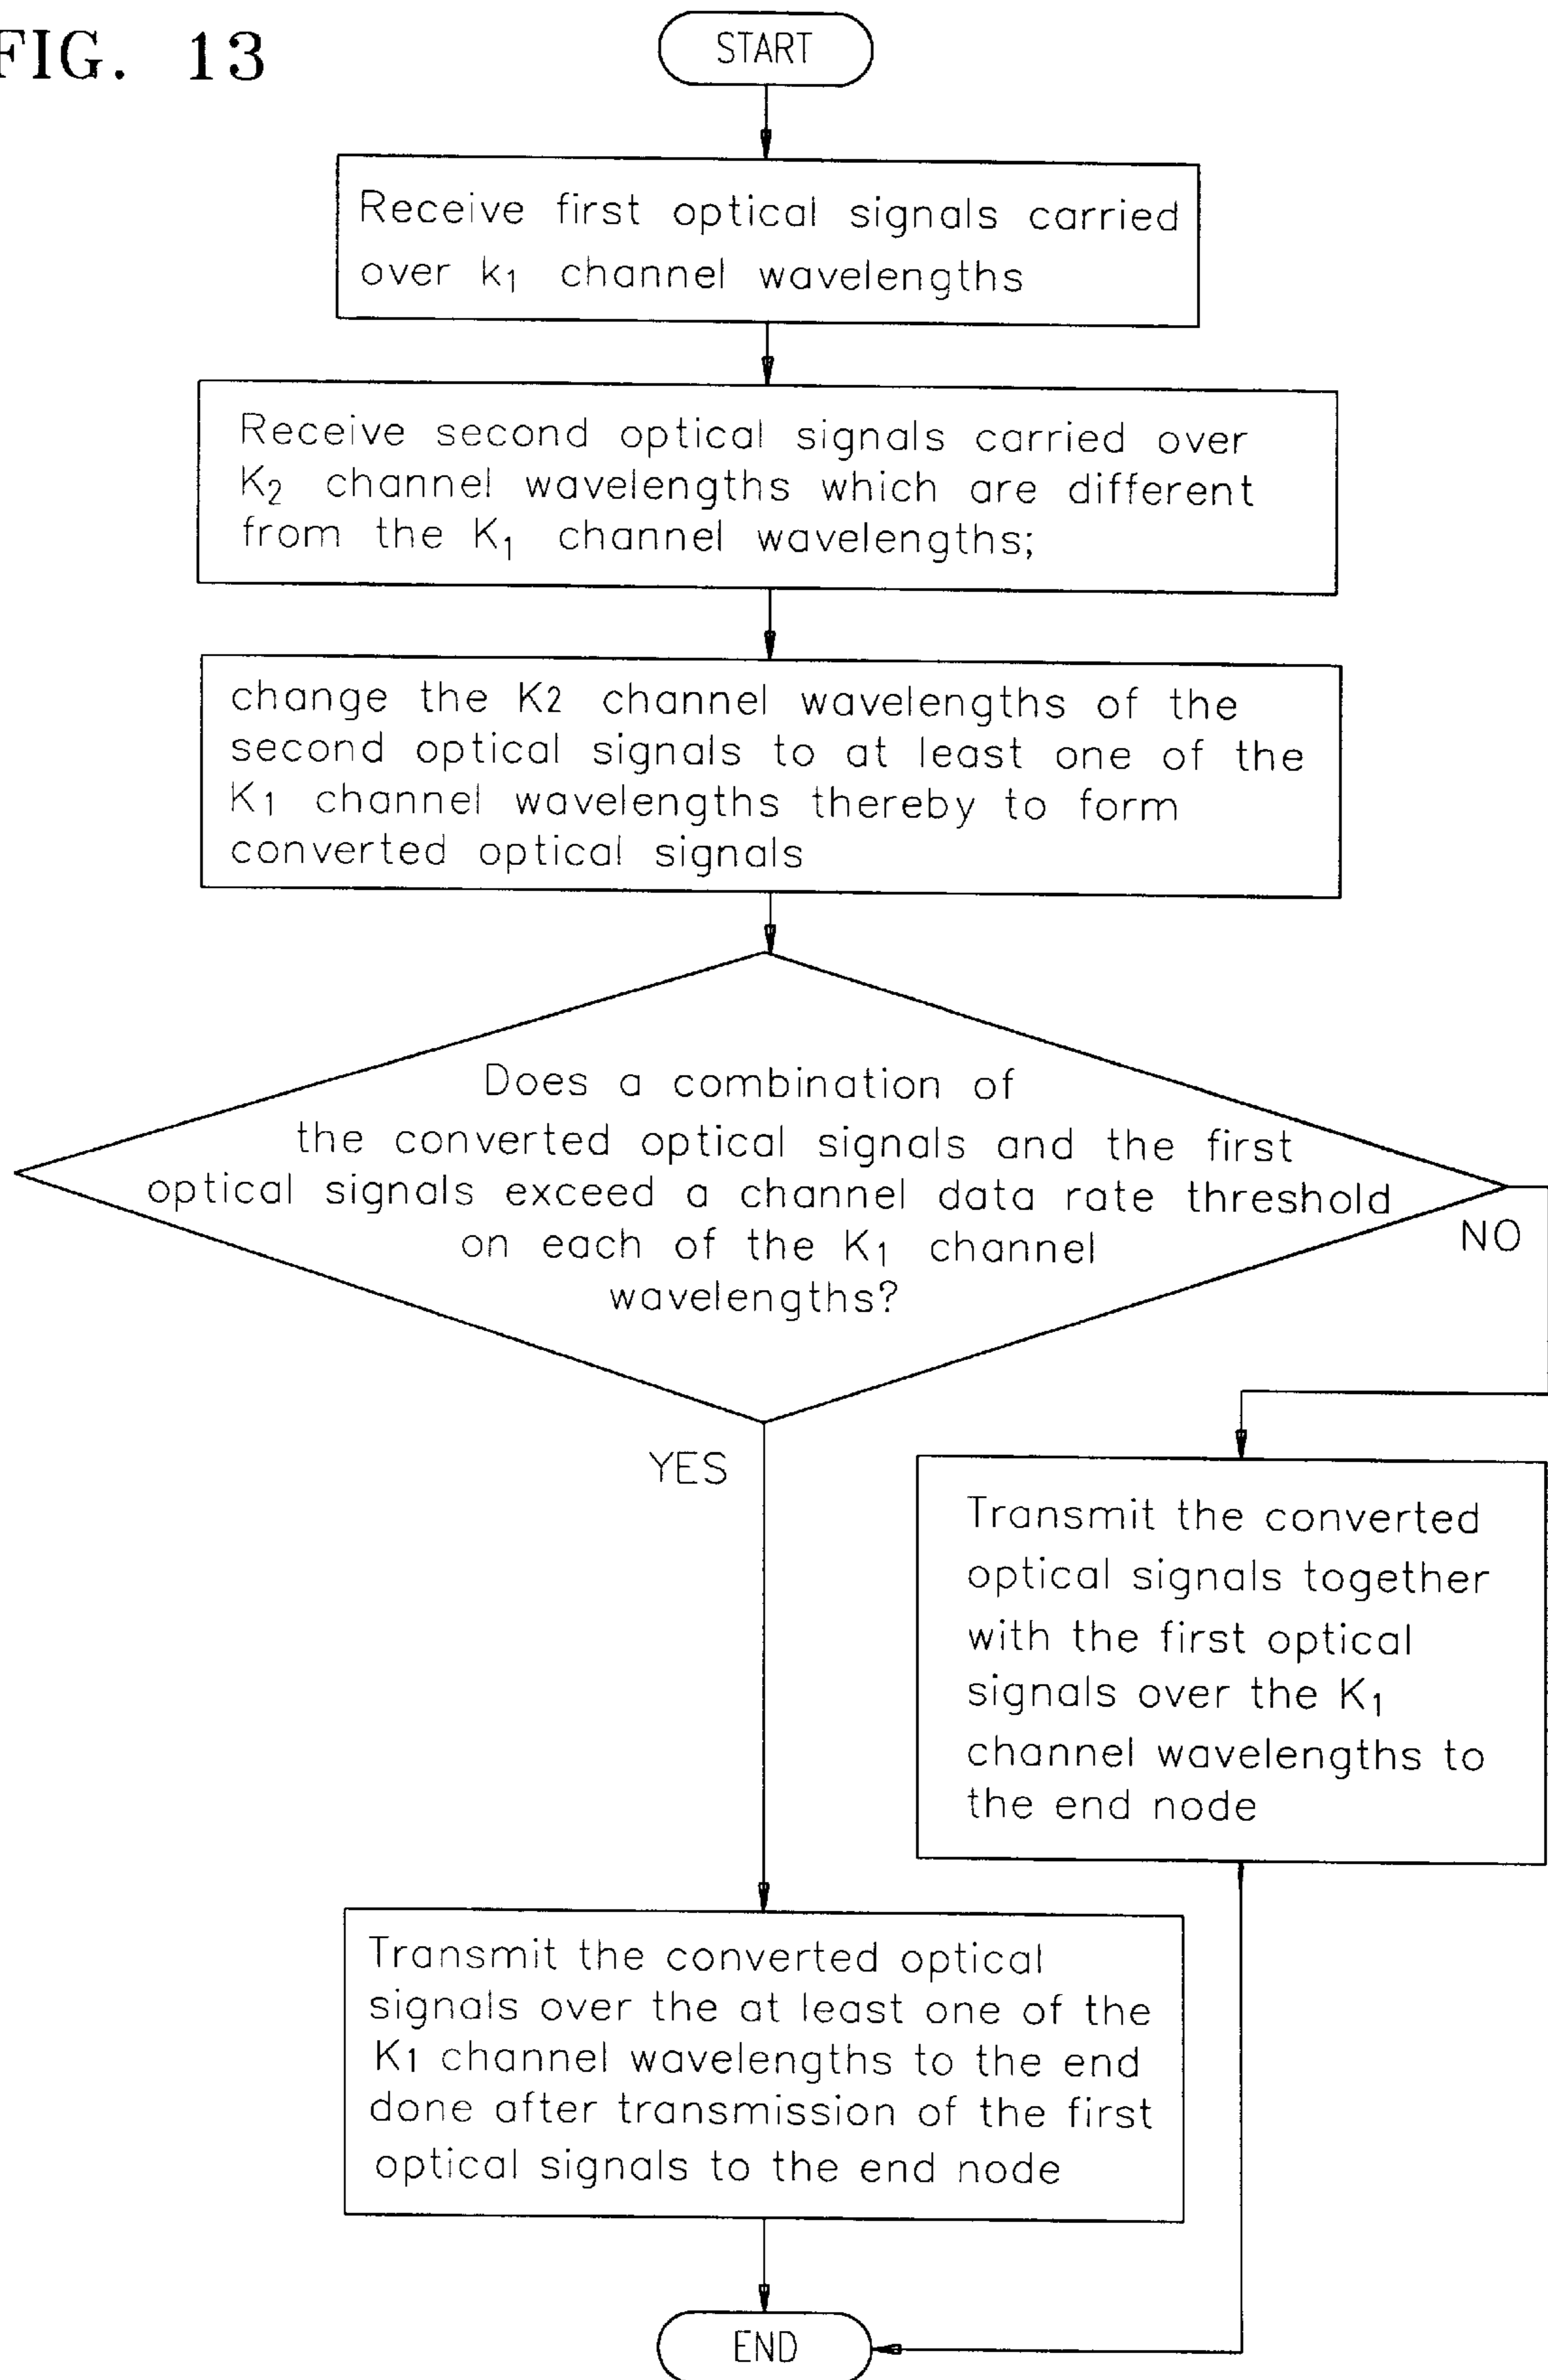 FIG. 13
START
Receive first optical signals carried
over k₁ channel wavelengths
Receive second optical signals carried over
K₂ channel wavelengths which are different
from the K₁ channel wavelengths;
change the K2 channel wavelengths of the
second optical signals to at least one of the
K₁ channel wavelengths thereby to form
converted optical signals
Does a combination of
the converted optical signals and the first
optical signals exceed a channel data rate threshold
on each of the K₁ channel
wavelengths?
NO
YES
Transmit the converted
optical signals together
with the first optical
signals over the K₁
channel wavelengths to
the end node
Transmit the converted optical
signals over the at least one of the
K₁ channel wavelengths to the end
done after transmission of the first
optical signals to the end node
END